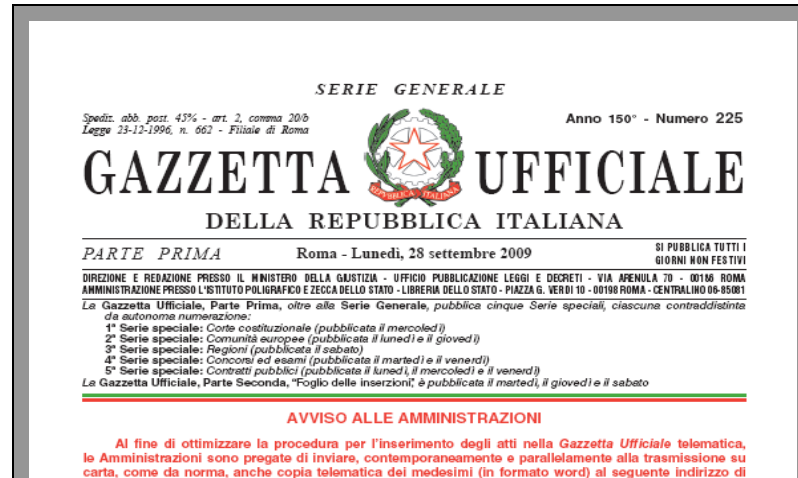 SERIE GENERALE
Spediz. abb. post. 45% - art. 2, comma 20/b
Legge 23-12-1996, n. 662 - Filiale di Roma
Anno 150° - Numero 225
GAZZETTA UFFICIALE
REPVBBLICA ITALIANA
DELLA REPUBBLICA ITALIANA
PARTE PRIMA
Roma - Lunedì, 28 settembre 2009
SI PUBBLICA TUTTI I
GIORNI NON FESTIVI
DIREZIONE E REDAZIONE PRESSO IL MINISTERO DELLA GIUSTIZIA - UFFICIO PUBBLICAZIONE LEGGI E DECRETI - VIA ARENULA 70 - 00186 ROMA
AMMINISTRAZIONE PRESSO L'ISTITUTO POLIGRAFICO E ZECCA DELLO STATO - LIBRERIA DELLO STATO - PIAZZA G. VERDI 10 - 00198 ROMA - CENTRALINO 06-85081
La Gazzetta Ufficiale, Parte Prima, oltre alla Serie Generale, pubblica cinque Serie speciali, ciascuna contraddistinta
da autonoma numerazione:
1ª Serie speciale: Corte costituzionale (pubblicata il mercoledì)
2ª Serie speciale: Comunità europee (pubblicata il lunedì e il giovedì)
3ª Serie speciale: Regioni (pubblicata il sabato)
4ª Serie speciale: Concorsi ed esami (pubblicata il martedì e il venerdì)
5ª Serie speciale: Contratti pubblici (pubblicata il lunedì, il mercoledì e il venerdì)
La Gazzetta Ufficiale, Parte Seconda, "Foglio delle inserzioni", è pubblicata il martedì, il giovedì e il sabato
AVVISO ALLE AMMINISTRAZIONI
Al fine di ottimizzare la procedura per l'inserimento degli atti nella Gazzetta Ufficiale telematica,
le Amministrazioni sono pregate di inviare, contemporaneamente e parallelamente alla trasmissione su
carta, come da norma, anche copia telematica dei medesimi (in formato word) al seguente indirizzo di